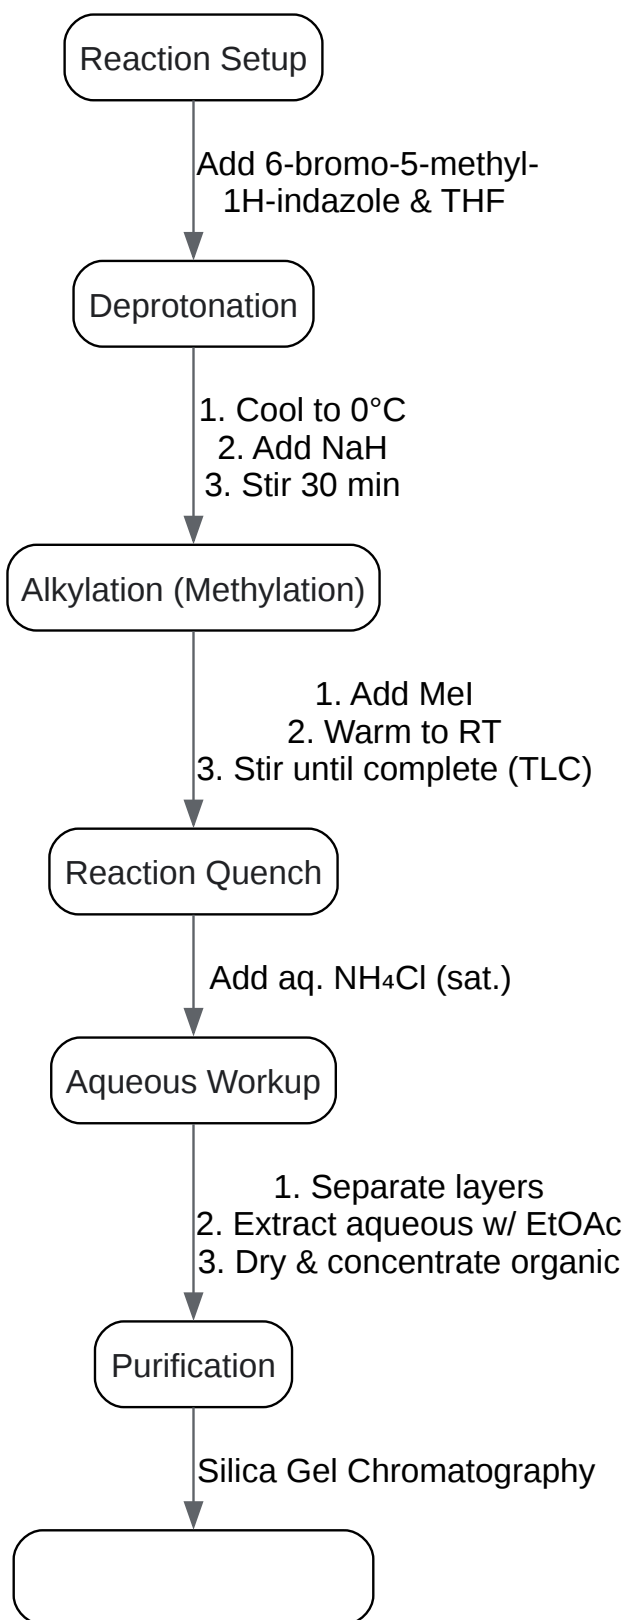 Reaction Setup
Add 6-bromo-5-methyl-
1H-indazole & THF
Deprotonation
1. Cool to 0°C
2. Add NaH
3. Stir 30 min
Alkylation (Methylation)
1. Add MeI
2. Warm to RT
3. Stir until complete (TLC)
Reaction Quench
Add aq. NH₄Cl (sat.)
Aqueous Workup
1. Separate layers
2. Extract aqueous w/ EtOAc
3. Dry & concentrate organic
Purification
Silica Gel Chromatography